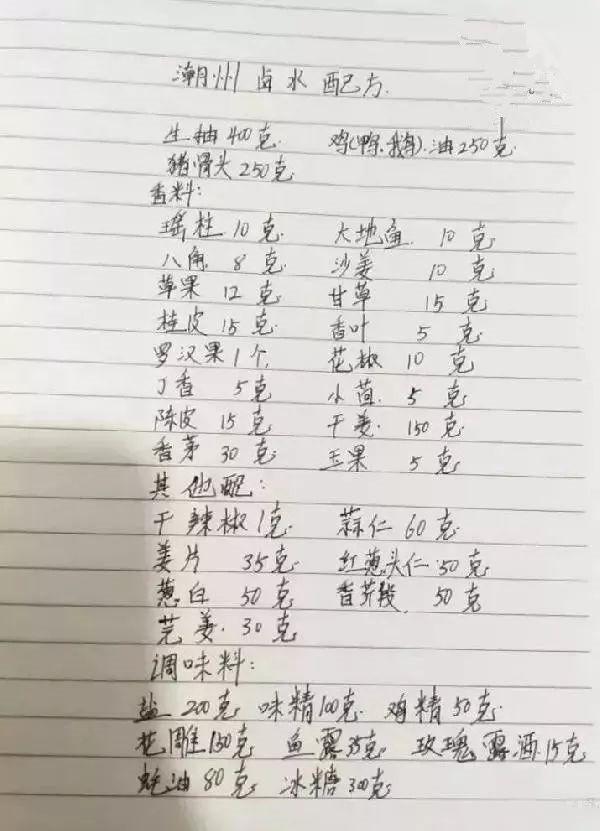 潮州卤水配方
生抽400克 鸡(鸭.鹅).油250克
猪骨头250克
香料:
瑶柱10克 大地鱼10克
八角8克 沙姜10克
草果12克 甘草15克
桂皮15克 香叶5克
罗汉果1个 花椒10克
丁香5克 小茴5克
陈皮15克 干姜150克
香茅30克 玉果5克
其他配:
干辣椒1克 蒜仁60克
姜片35克 红葱头仁50克
葱白50克 香芹段50克
芫荽30克
调味料:
盐200克 味精100克 鸡精50克
花雕150克 鱼露35克 玫瑰露酒15克
蚝油80克 冰糖300克